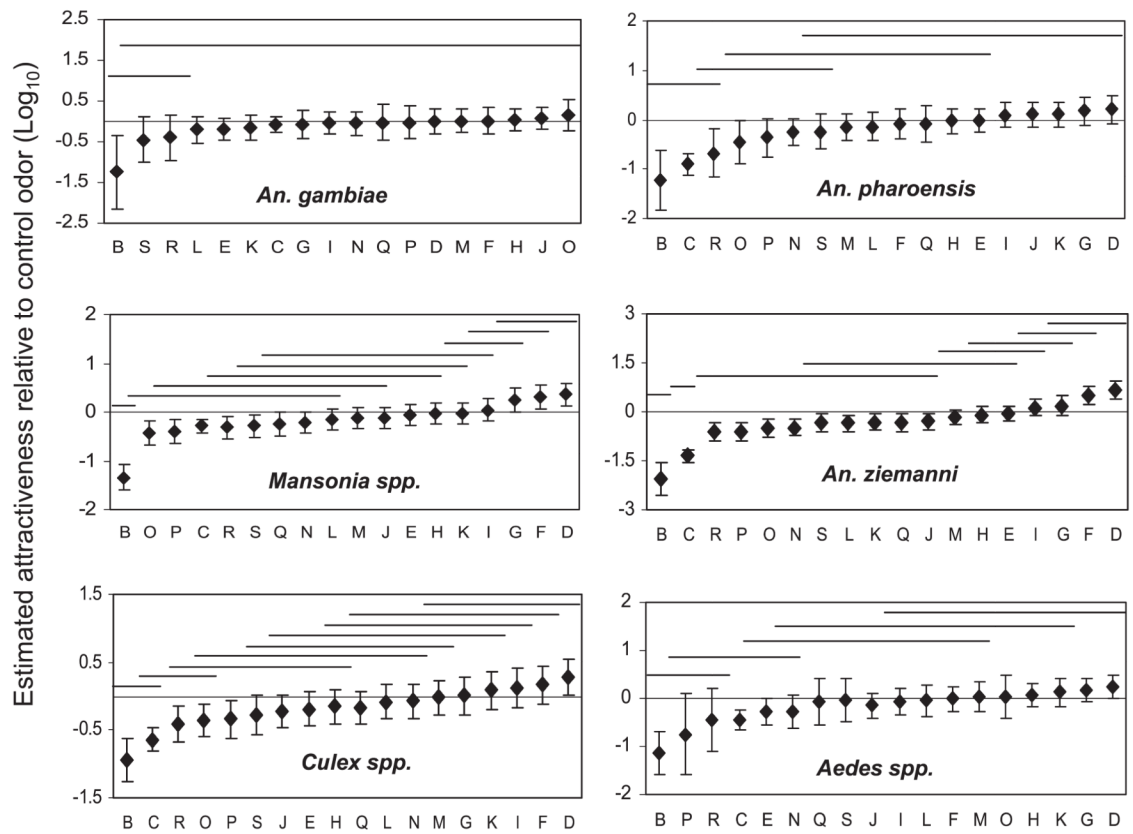 Estimated attractiveness relative to control odor (Log10)
2.5
1.5
0.5
-0.5
-1.5
-2.5
An. gambiae
B S R L E K C G I N Q P D M F H J O
2
1
0
-1
-2
An. pharoensis
B C R O P N S M L F Q H E I J K G D
2
1
0
-1
-2
Mansonia spp.
B O P C R S Q N L M J E H K I G F D
3
1.5
0
-1.5
-3
An. ziemanni
B C R P O N S L K Q J M H E I G F D
1.5
0.5
-0.5
-1.5
Culex spp.
B C R O P S J E H Q L N M G K I F D
2
1
0
-1
-2
Aedes spp.
B P R C E N Q S J I L F M O H K G D